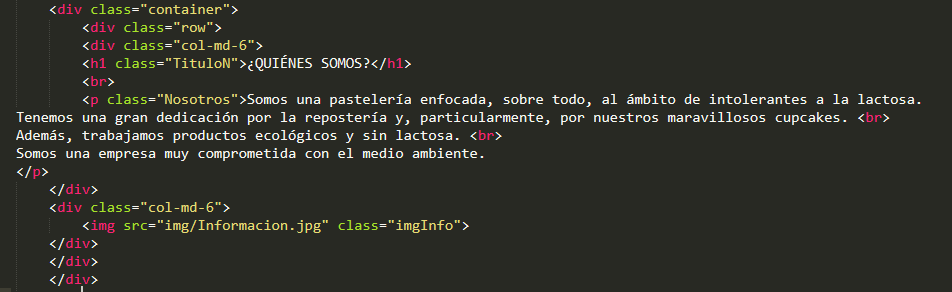 <div class="container">
<div class="row">
<div class="col-md-6">
<h1 class="TituloN">¿QUIÉNES SOMOS?</h1>
<br>
<p class="Nosotros">Somos una pastelería enfocada, sobre todo, al ámbito de intolerantes a la lactosa.
Tenemos una gran dedicación por la repostería y, particularmente, por nuestros maravillosos cupcakes. <br>
Además, trabajamos productos ecológicos y sin lactosa. <br>
Somos una empresa muy comprometida con el medio ambiente.
</p>
</div>
<div class="col-md-6">
<img src="img/Informacion.jpg" class="imgInfo">
</div>
</div>
</div>